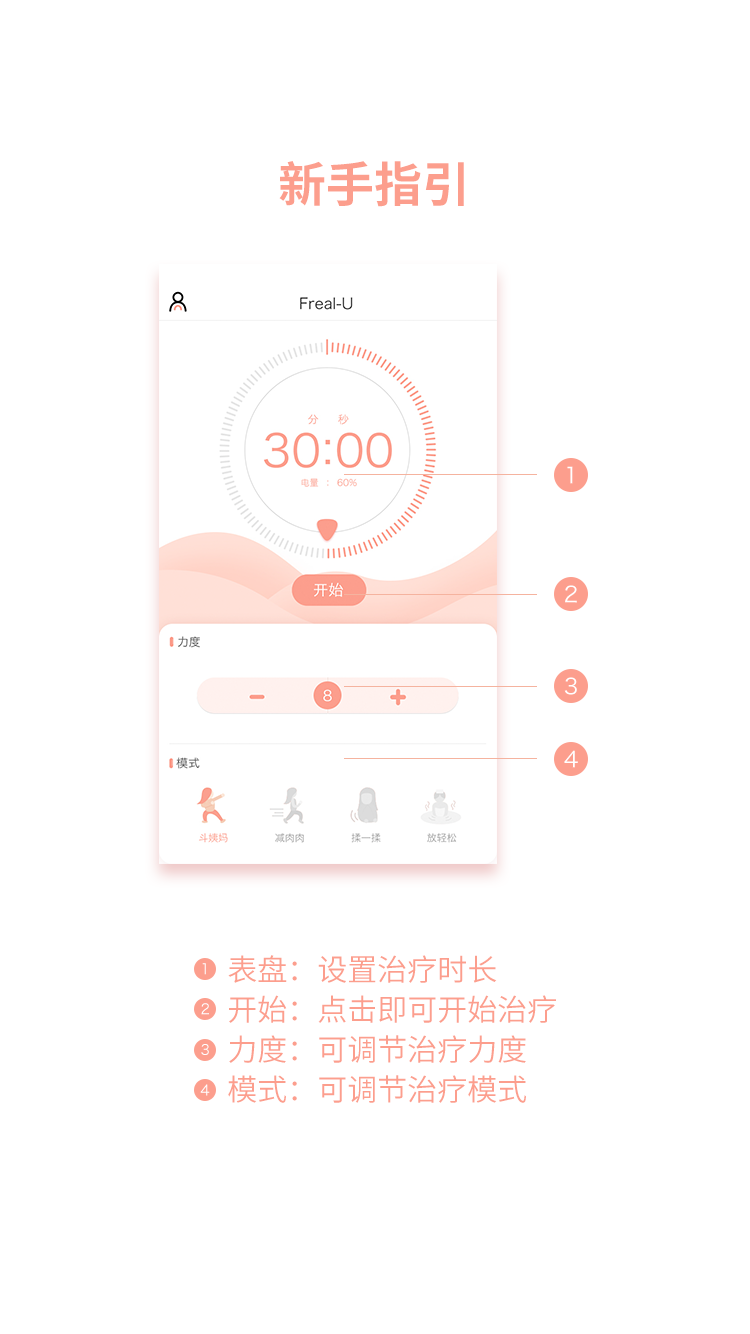 新手指引
Freal-U
分 秒
30:00
电量 : 60%
1
开始
2
力度
− 8 +
3
4
模式
斗姨妈 减肉肉 揉一揉 放轻松
1 表盘：设置治疗时长
2 开始：点击即可开始治疗
3 力度：可调节治疗力度
4 模式：可调节治疗模式